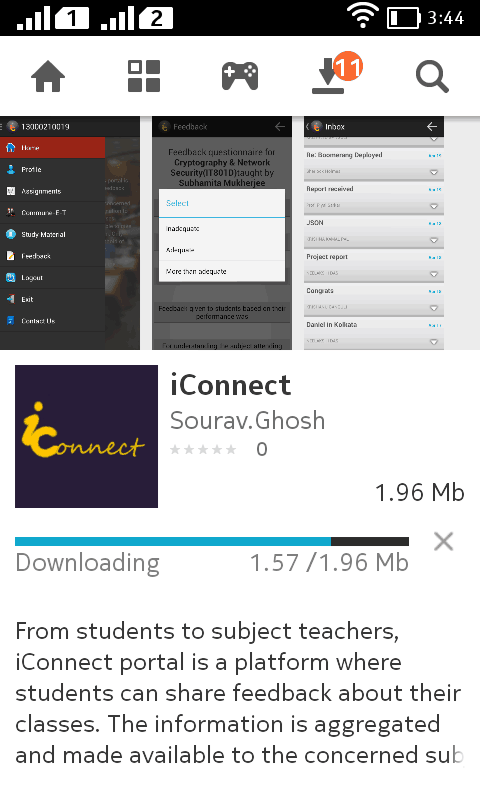 1
2
3:44
11
13000210019
Home
Profile
Assignments
Commune-E-T
Study Material
Feedback
Logout
Exit
Contact Us
Feedback
Feedback questionnaire for
Cryptography & Network
Security(IT801D)taught by
Subhamita Mukherjee
Select
Inadequate
Adequate
More than adequate
Feedback given to students based on their
performance was
For understanding the subject attending
Inbox
Re: Boomerang Deployed
Report received
JSON
Project report
Congrats
Daniel in Kolkata
iConnect
iConnect
Sourav.Ghosh
0
1.96 Mb
Downloading
1.57 /1.96 Mb
From students to subject teachers,
iConnect portal is a platform where
students can share feedback about their
classes. The information is aggregated
and made available to the concerned sub